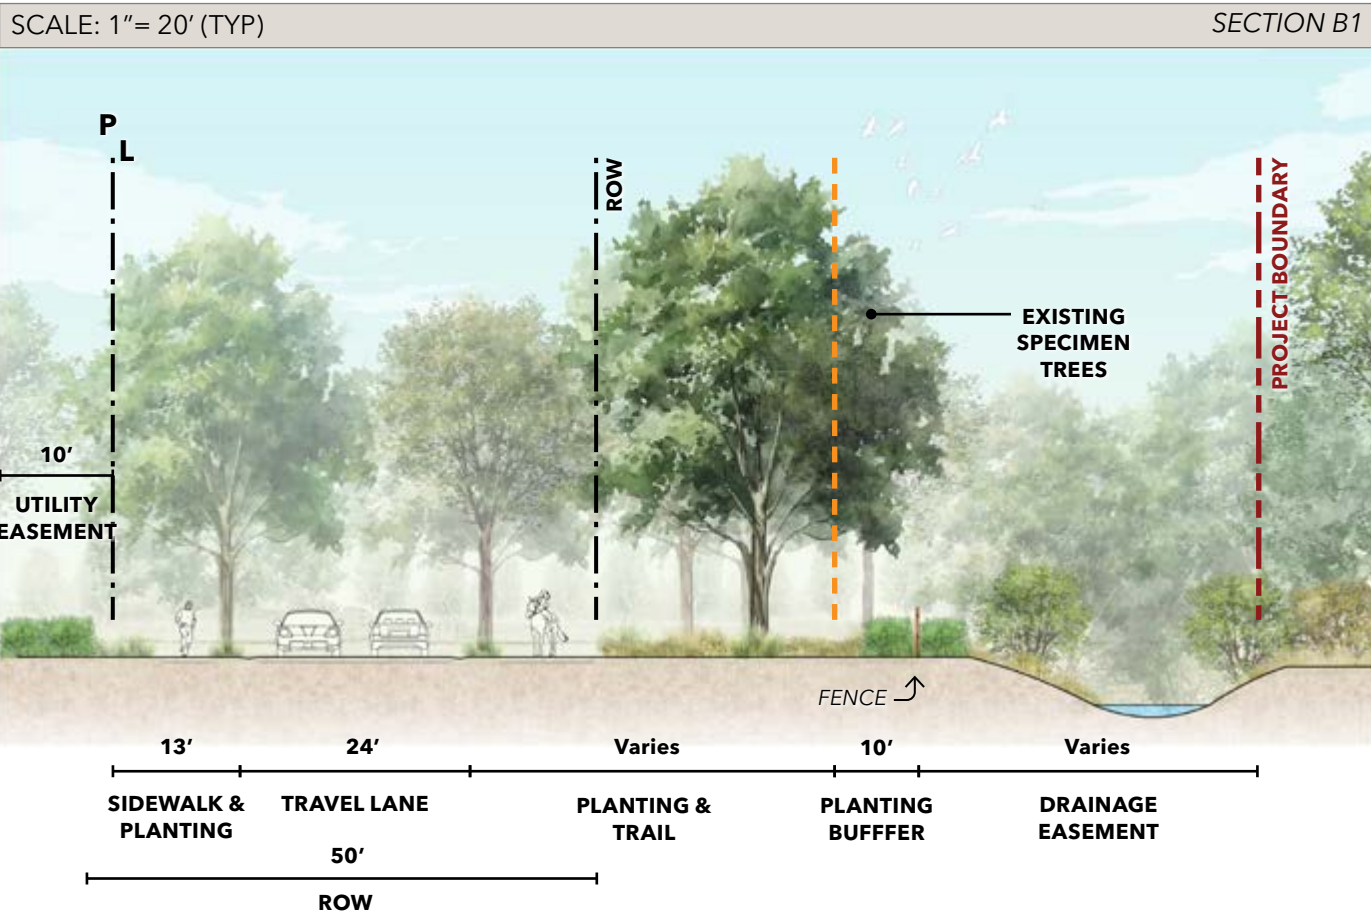 SCALE: 1”= 20’ (TYP)
SECTION B1
P
L
ROW
PROJECT BOUNDARY
EXISTING
SPECIMEN
TREES
10’
UTILITY
EASEMENT
FENCE
13’
24’
Varies
10’
Varies
SIDEWALK &
PLANTING
TRAVEL LANE
PLANTING &
TRAIL
PLANTING
BUFFFER
DRAINAGE
EASEMENT
50’
ROW